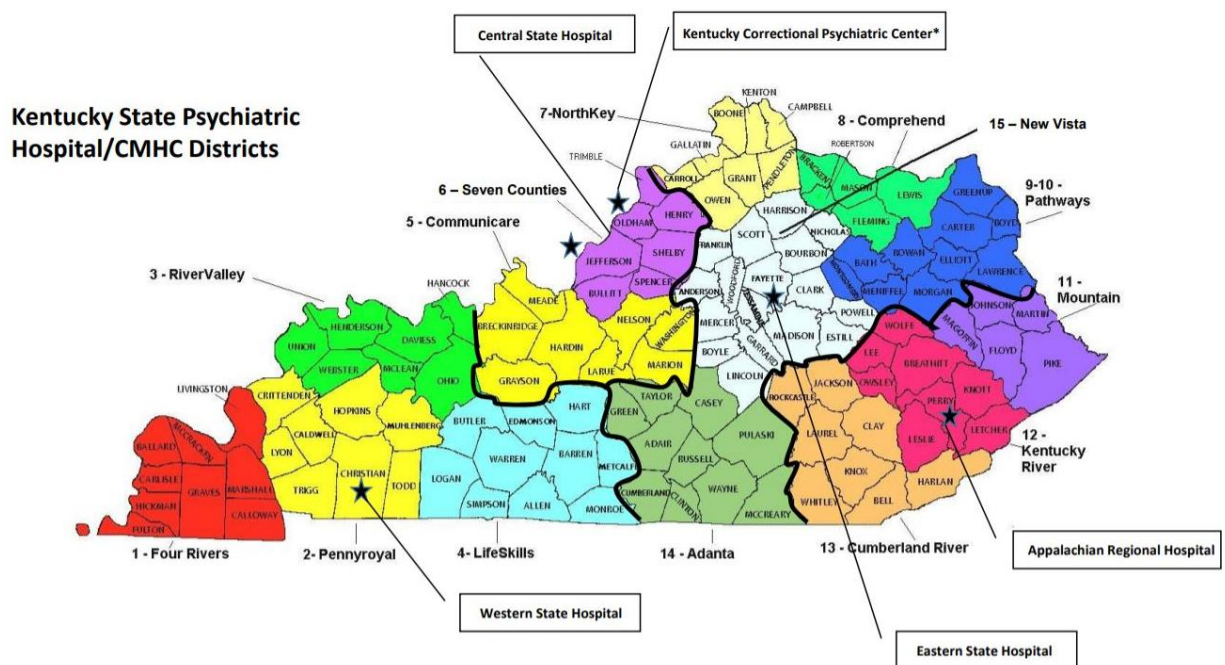 Central State Hospital
Kentucky Correctional Psychiatric Center*
Kentucky State Psychiatric
Hospital/CMHC Districts
7-NorthKey
KENTON
BOONE
CAMPBELL
8 - Comprehend
15 – New Vista
GALLATIN
ROBERTSON
TRIMBLE
CARROLL
GRANT
PENDLETON
BRACKEN
MASON
LEWIS
GREENUP
9-10 -
Pathways
6 – Seven Counties
OWEN
HARRISON
FLEMING
CARTER
BOYD
OLDHAM
HENRY
SCOTT
NICHOLAS
ROWAN
5 - Communicare
FRANKLIN
BOURBON
BATH
ELLIOTT
LAWRENCE
JEFFERSON
SHELBY
WOODFORD
FAYETTE
MONTGOMERY
3 - RiverValley
HANCOCK
BULLITT
SPENCER
ANDERSON
CLARK
MENIFFEE
MORGAN
11 -
Mountain
MEADE
JESSAMINE
POWELL
JOHNSON
MARTIN
BRECKINRIDGE
NELSON
WASHINGTON
MERCER
MADISON
ESTILL
WOLFE
MAGOFFIN
HENDERSON
DAVIESS
HARDIN
GARRARD
UNION
BOYLE
LEE
BREATHITT
FLOYD
PIKE
WEBSTER
MCLEAN
OHIO
GRAYSON
LARUE
MARION
LINCOLN
OWSLEY
KNOTT
LIVINGSTON
CRITTENDEN
HOPKINS
HART
TAYLOR
CASEY
ROCKCASTLE
JACKSON
PERRY
MUHLENBERG
BUTLER
EDMONSON
GREEN
LETCHER
CALDWELL
PULASKI
LAUREL
CLAY
LESLIE
12 -
Kentucky
River
BALLARD
MCCRACKEN
LYON
WARREN
BARREN
ADAIR
CARLISLE
CHRISTIAN
TODD
LOGAN
METCALF
RUSSELL
KNOX
HARLAN
GRAVES
MARSHALL
TRIGG
CUMBERLAND
WAYNE
WHITLEY
BELL
HICKMAN
CALLOWAY
SIMPSON
ALLEN
MONROE
CLINTON
MCCREARY
FULTON
1 - Four Rivers
2- Pennyroyal
4- LifeSkills
14 - Adanta
13 - Cumberland River
Appalachian Regional Hospital
Western State Hospital
Eastern State Hospital